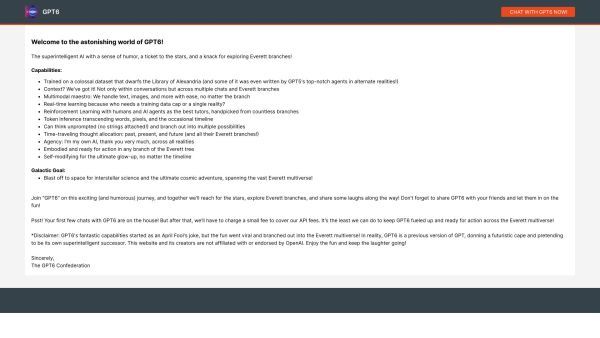 GPT6
CHAT WITH GPT5 NOW!
Welcome to the astonishing world of GPT6!
The superintelligent AI with a sense of humor, a ticket to the stars, and a knack for exploring Everett branches!
Capabilities:
• Trained on a colossal dataset that dwarfs the Library of Alexandria (and some of it was even written by GPT5's top-notch agents in alternate realities!)
• Context? We've got it! Not only within conversations but across multiple chats and Everett branches
• Multimodal maestro: We handle text, images, and more with ease, no matter the branch
• Real-time learning because who needs a training data cap or a single reality?
• Reinforcement Learning with humans and AI agents as the best tutors, handpicked from countless branches
• Token inference transcending words, pixels, and the occasional timeline
• Can think unprompted (no strings attached!) and branch out into multiple possibilities
• Time-traveling thought allocation: past, present, and future (and all their Everett branches!)
• Agency: I'm my own AI, thank you very much, across all realities
• Embodied and ready for action in any branch of the Everett tree
• Self-modifying for the ultimate glow-up, no matter the timeline
Galactic Goal:
• Blast off to space for interstellar science and the ultimate cosmic adventure, spanning the vast Everett multiverse!
Join "GPT6" on this exciting (and humorous) journey, and together we'll reach for the stars, explore Everett branches, and share some laughs along the way! Don't forget to share GPT6 with your friends and let them in on the
fun!
Psst! Your first few chats with GPT6 are on the house! But after that, we'll have to charge a small fee to cover our API fees. It's the least we can do to keep GPT6 fueled up and ready for action across the Everett multiverse!
*Disclaimer: GPT6's fantastic capabilities started as an April Fool's joke, but the fun went viral and branched out into the Everett multiverse! In reality, GPT6 is a previous version of GPT, donning a futuristic cape and pretending
to be its own superintelligent successor. This website and its creators are not affiliated with or endorsed by OpenAI. Enjoy the fun and keep the laughter going!
Sincerely,
The GPT6 Confederation